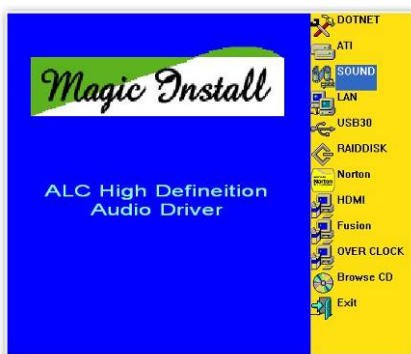 Magic Install
ALC High Defineition
Audio Driver
DOTNET
ATI
SOUND
LAN
USB30
RAIDDISK
Norton
Norton
HDMI
Fusion
OVER CLOCK
Browse CD
Exit